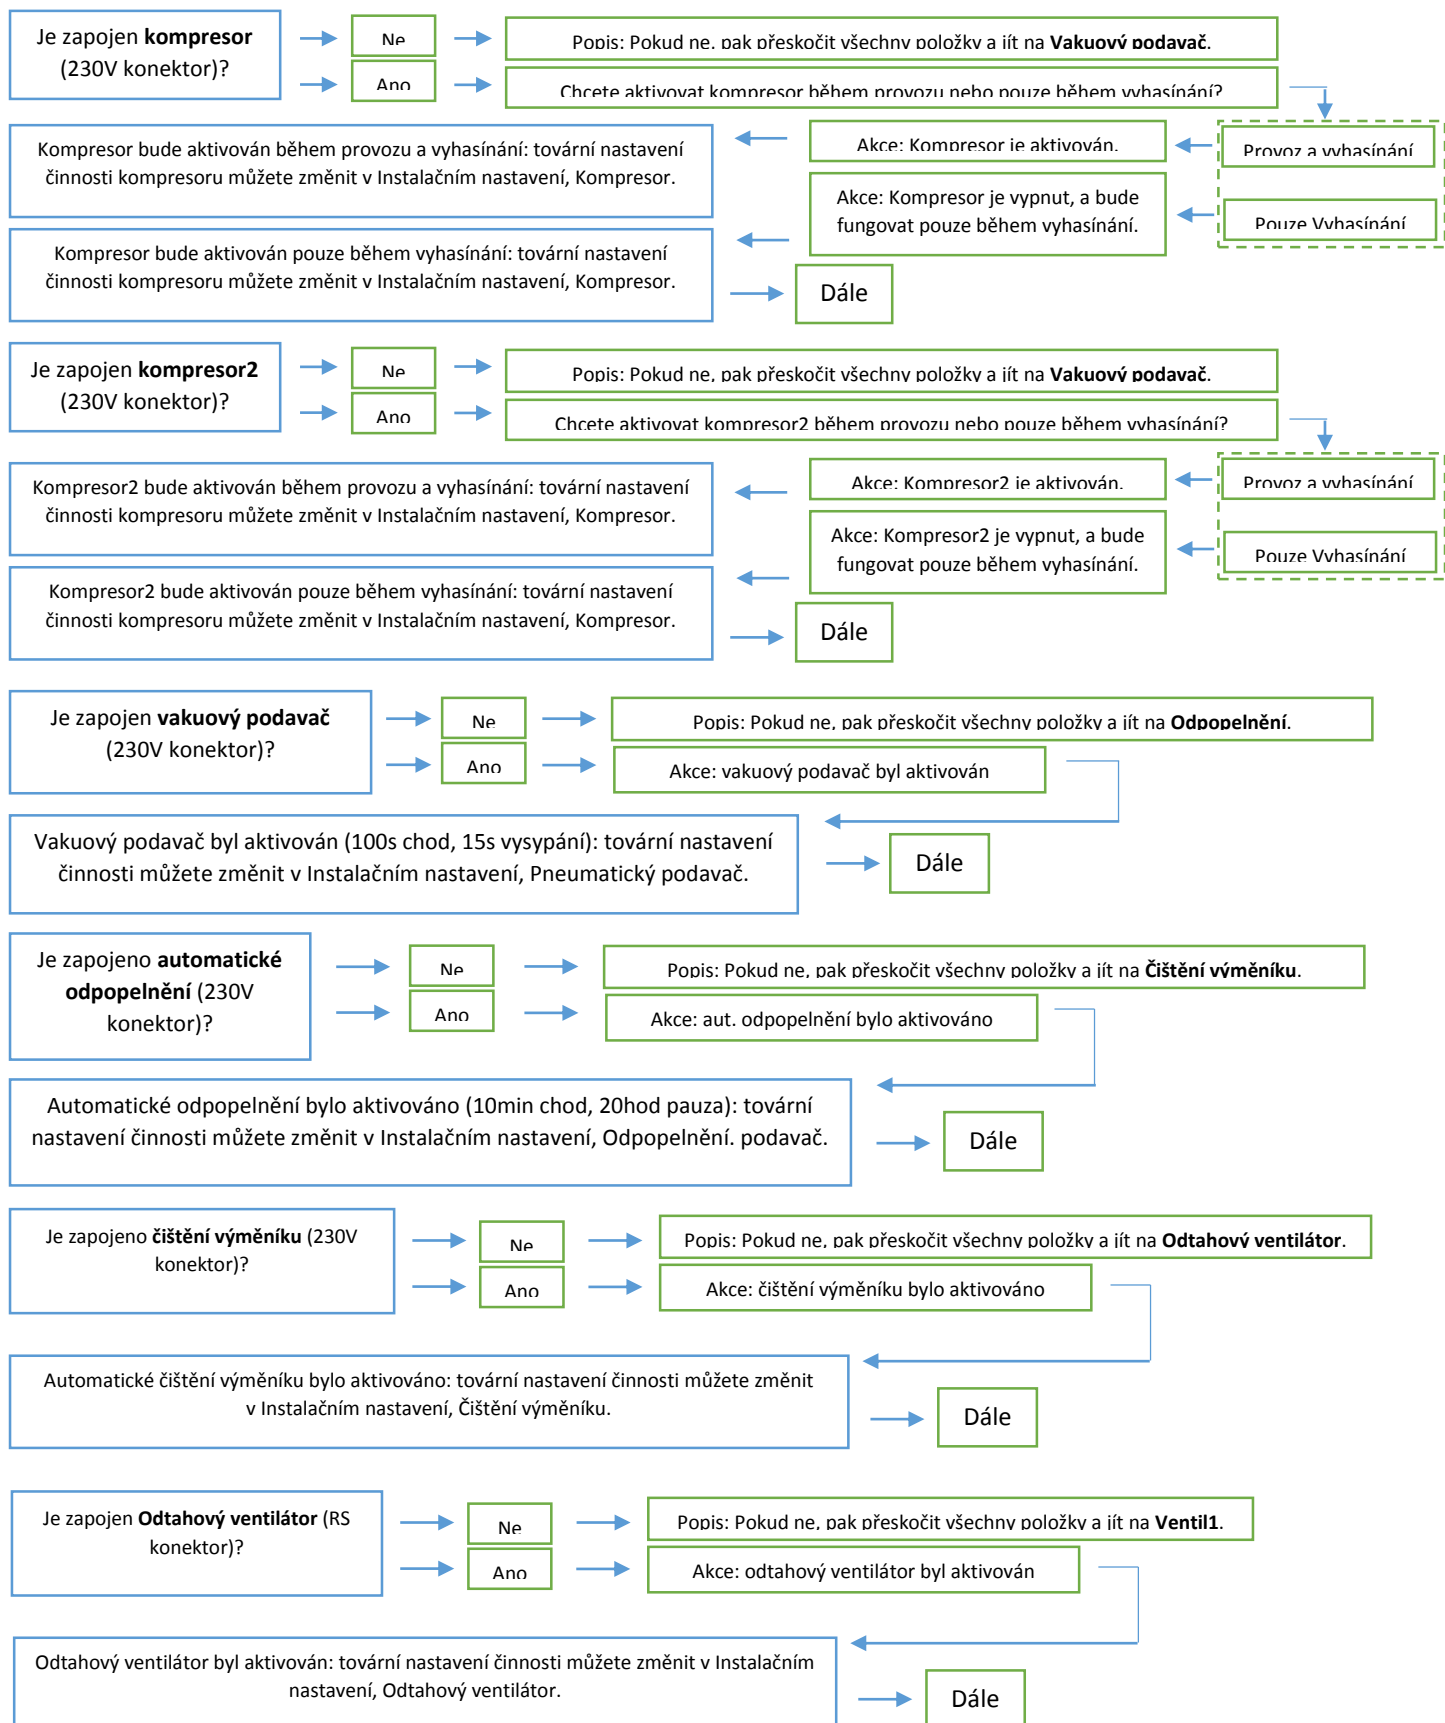 Je zapojen kompresor
(230V konektor)?
Ne
Popis: Pokud ne, pak přeskočit všechny položky a jít na Vakuový podavač.
Ano
Chcete aktivovat kompresor během provozu nebo pouze během vyhasínání?
Provoz a vyhasínání
Akce: Kompresor je aktivován.
Kompresor bude aktivován během provozu a vyhasínání: tovární nastavení
činnosti kompresoru můžete změnit v Instalačním nastavení, Kompresor.
Pouze Vyhasínání
Akce: Kompresor je vypnut, a bude
fungovat pouze během vyhasínání.
Kompresor bude aktivován pouze během vyhasínání: tovární nastavení
činnosti kompresoru můžete změnit v Instalačním nastavení, Kompresor.
Dále
Je zapojen kompresor2
(230V konektor)?
Ne
Popis: Pokud ne, pak přeskočit všechny položky a jít na Vakuový podavač.
Ano
Chcete aktivovat kompresor2 během provozu nebo pouze během vyhasínání?
Provoz a vyhasínání
Akce: Kompresor2 je aktivován.
Kompresor2 bude aktivován během provozu a vyhasínání: tovární nastavení
činnosti kompresoru můžete změnit v Instalačním nastavení, Kompresor.
Pouze Vyhasínání
Akce: Kompresor2 je vypnut, a bude
fungovat pouze během vyhasínání.
Kompresor2 bude aktivován pouze během vyhasínání: tovární nastavení
činnosti kompresoru můžete změnit v Instalačním nastavení, Kompresor.
Dále
Je zapojen vakuový podavač
(230V konektor)?
Ne
Popis: Pokud ne, pak přeskočit všechny položky a jít na Odpopelnění.
Ano
Akce: vakuový podavač byl aktivován
Vakuový podavač byl aktivován (100s chod, 15s vysypání): tovární nastavení
činnosti můžete změnit v Instalačním nastavení, Pneumatický podavač.
Dále
Je zapojeno automatické
odpopelnění (230V
konektor)?
Ne
Popis: Pokud ne, pak přeskočit všechny položky a jít na Čištění výměníku.
Ano
Akce: aut. odpopelnění bylo aktivováno
Automatické odpopelnění bylo aktivováno (10min chod, 20hod pauza): tovární
nastavení činnosti můžete změnit v Instalačním nastavení, Odpopelnění. podavač.
Dále
Je zapojeno čištění výměníku (230V
konektor)?
Ne
Popis: Pokud ne, pak přeskočit všechny položky a jít na Odtahový ventilátor.
Ano
Akce: čištění výměníku bylo aktivováno
Automatické čištění výměníku bylo aktivováno: tovární nastavení činnosti můžete změnit
v Instalačním nastavení, Čištění výměníku.
Dále
Je zapojen Odtahový ventilátor (RS
konektor)?
Ne
Popis: Pokud ne, pak přeskočit všechny položky a jít na Ventil1.
Ano
Akce: odtahový ventilátor byl aktivován
Odtahový ventilátor byl aktivován: tovární nastavení činnosti můžete změnit v Instalačním
nastavení, Odtahový ventilátor.
Dále